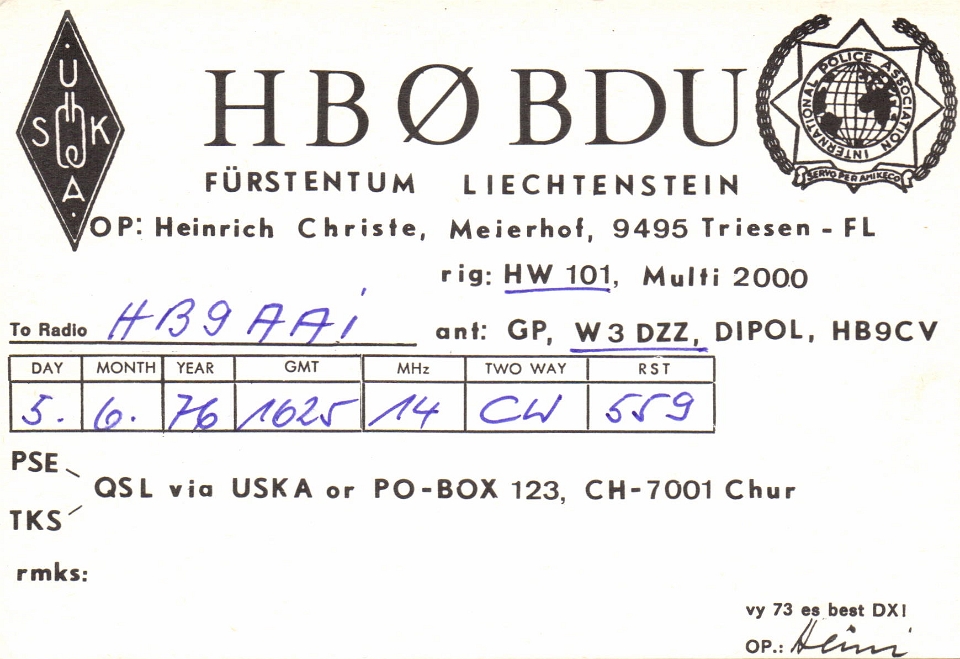 USKA
HBØBDU
INTERNATIONAL POLICE ASSOCIATION
SERVO PER AMIKECO
FÜRSTENTUM LIECHTENSTEIN
OP: Heinrich Christe, Meierhof, 9495 Triesen - FL
rig: HW 101, Multi 2000
To Radio HB9AAi
ant: GP, W3DZZ, DIPOL, HB9CV
DAY MONTH YEAR GMT MHz TWO WAY RST
5. 6. 76 1625 14 CW 559
PSE
QSL via USKA or PO-BOX 123, CH-7001 Chur
TKS
rmks:
vy 73 es best DX!
OP.: Heini